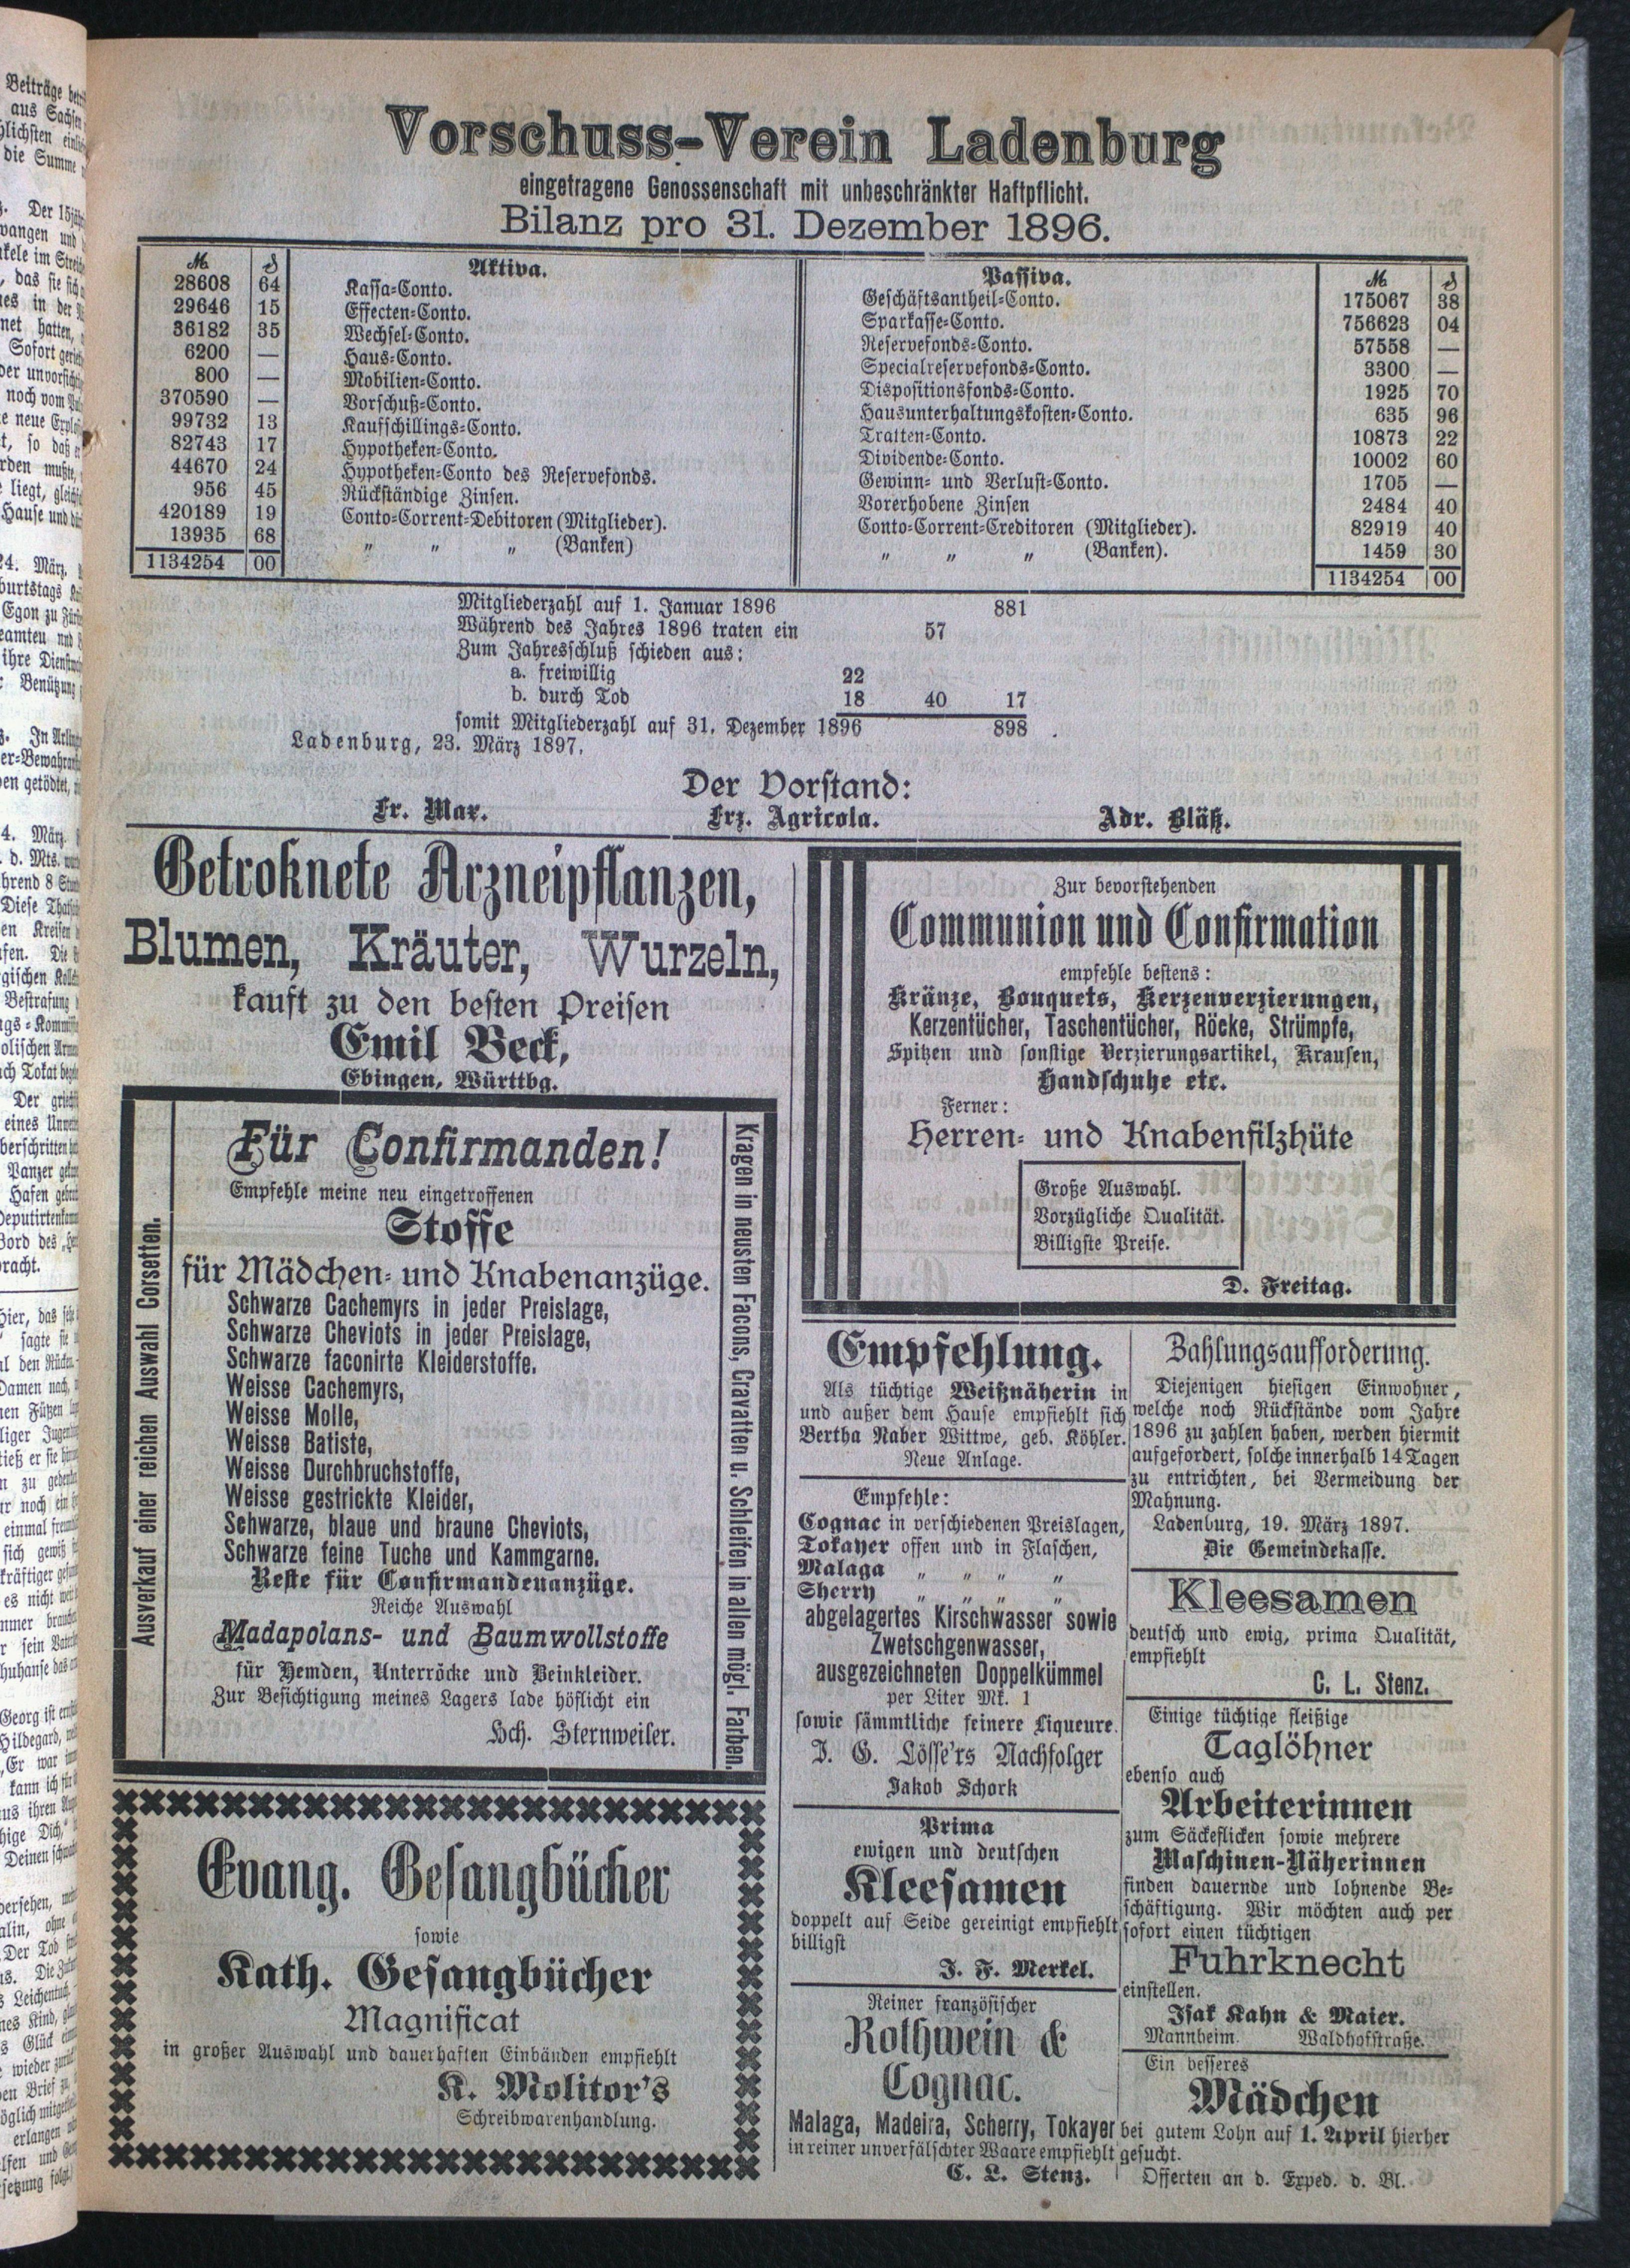 Vorschuss-Verein Ladenburg
eingetragene Genossenschaft mit unbeschränkter Haftpflicht.
Bilanz pro 31. Dezember 1896.
M. ₰ Aktiva.
28608 64 Kassa-Conto.
29646 15 Effecten-Conto.
36182 35 Wechsel-Conto.
6200 — Haus-Conto.
800 — Mobilien-Conto.
370590 — Vorschuß-Conto.
99732 13 Kaufschillings-Conto.
82743 17 Hypotheken-Conto.
44670 24 Hypotheken-Conto des Reservefonds.
956 45 Rückständige Zinsen.
420189 19 Conto-Corrent-Debitoren (Mitglieder).
13935 68 „ „ „ (Banken)
1134254 00
Passiva. M. ₰
Geschäftsantheil-Conto. 175067 38
Sparkasse-Conto. 756623 04
Reservefonds-Conto. 57558 —
Specialreservefonds-Conto. 3300 —
Dispositionsfonds-Conto. 1925 70
Hausunterhaltungskosten-Conto. 635 96
Tratten-Conto. 10873 22
Dividende-Conto. 10002 60
Gewinn- und Verlust-Conto. 1705 —
Vorerhobene Zinsen 2484 40
Conto-Corrent-Creditoren (Mitglieder). 82919 40
„ „ „ (Banken). 1459 30
1134254 00
Mitgliederzahl auf 1. Januar 1896 881
Während des Jahres 1896 traten ein 57
Zum Jahresschluß schieden aus:
a. freiwillig 22
b. durch Tod 18 40 17
somit Mitgliederzahl auf 31. Dezember 1896 898
Ladenburg, 23. März 1897.
Der Vorstand:
Fr. Max. Frz. Agricola. Adr. Bläß.
Getroknete Arzneipflanzen,
Blumen, Kräuter, Wurzeln,
kauft zu den besten Preisen
Emil Beck,
Ebingen, Württbg.
Für Confirmanden!
Empfehle meine neu eingetroffenen
Stoffe
für Mädchen- und Knabenanzüge.
Schwarze Cachemyrs in jeder Preislage,
Schwarze Cheviots in jeder Preislage,
Schwarze faconirte Kleiderstoffe.
Weisse Cachemyrs,
Weisse Molle,
Weisse Batiste,
Weisse Durchbruchstoffe,
Weisse gestrickte Kleider,
Schwarze, blaue und braune Cheviots,
Schwarze feine Tuche und Kammgarne.
Reste für Confirmandenanzüge.
Reiche Auswahl
Madapolans- und Baumwollstoffe
für Hemden, Unterröcke und Beinkleider.
Zur Besichtigung meines Lagers lade höflicht ein
Hch. Sternweiler.
Ausverkauf einer reichen Auswahl Corsetten.
Kragen in neusten Facons, Cravatten u. Schleifen in allen mögl. Farben.
Evang. Gesangbücher
sowie
Kath. Gesangbücher
Magnificat
in großer Auswahl und dauerhaften Einbänden empfiehlt
K. Molitor's
Schreibwarenhandlung.
Zur bevorstehenden
Communion und Confirmation
empfehle bestens:
Kränze, Bouquets, Kerzenverzierungen,
Kerzentücher, Taschentücher, Röcke, Strümpfe,
Spitzen und sonstige Verzierungsartikel, Krausen,
Handschuhe etc.
Ferner:
Herren- und Knabenfilzhüte
Große Auswahl.
Vorzügliche Qualität.
Billigste Preise.
D. Freitag.
Empfehlung.
Als tüchtige Weißnäherin in
und außer dem Hause empfiehlt sich
Bertha Naber Wittwe, geb. Köhler.
Neue Anlage.
Empfehle:
Cognac in verschiedenen Preislagen,
Tokayer offen und in Flaschen,
Malaga „ „ „ „
Sherry „ „ „ „
abgelagertes Kirschwasser sowie
Zwetschgenwasser,
ausgezeichneten Doppelkümmel
per Liter Mk. 1
sowie sämmtliche feinere Liqueure.
J. G. Lösse'rs Nachfolger
Jakob Schork
Prima
ewigen und deutschen
Kleesamen
doppelt auf Seide gereinigt empfiehlt
billigst
J. F. Merkel.
Reiner französischer
Rothwein &
Cognac.
Malaga, Madeira, Scherry, Tokayer
in reiner unverfälschter Waare empfiehlt
C. L. Stenz.
Zahlungsaufforderung.
Diejenigen hiesigen Einwohner,
welche noch Rückstände vom Jahre
1896 zu zahlen haben, werden hiermit
aufgefordert, solche innerhalb 14 Tagen
zu entrichten, bei Vermeidung der
Mahnung.
Ladenburg, 19. März 1897.
Die Gemeindekasse.
Kleesamen
deutsch und ewig, prima Qualität,
empfiehlt
C. L. Stenz.
Einige tüchtige fleißige
Taglöhner
ebenso auch
Arbeiterinnen
zum Säckeflicken sowie mehrere
Maschinen-Näherinnen
finden dauernde und lohnende Be-
schäftigung. Wir möchten auch per
sofort einen tüchtigen
Fuhrknecht
einstellen.
Isak Kahn & Maier.
Mannheim. Waldhofstraße.
Ein besseres
Mädchen
bei gutem Lohn auf 1. April hierher
gesucht.
Offerten an d. Exped. d. Bl.